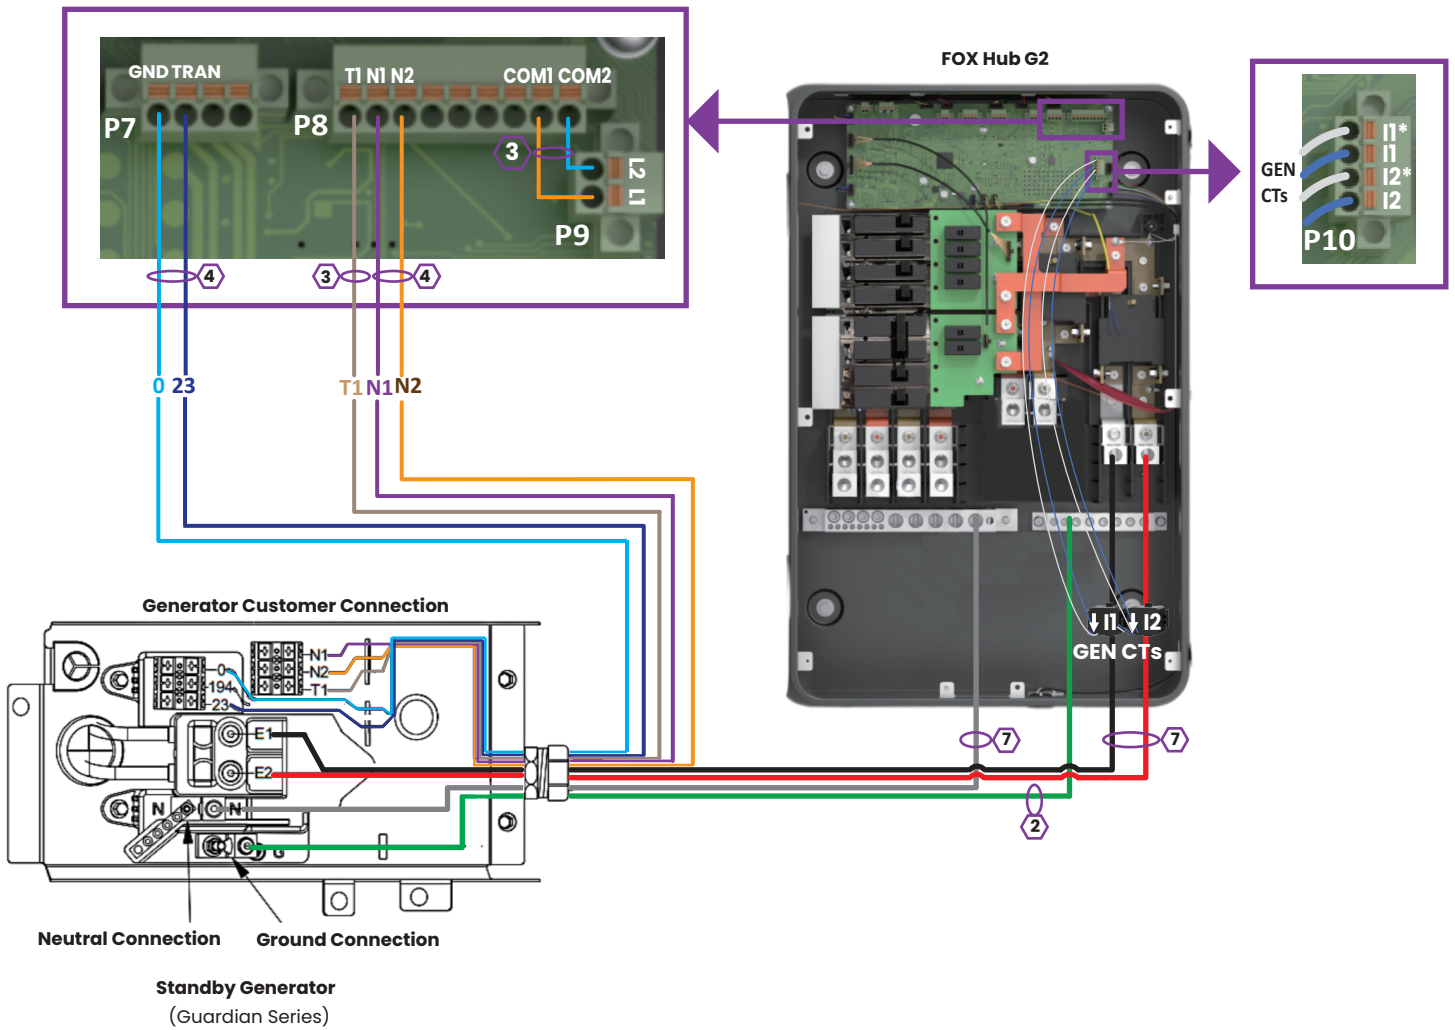 FOX Hub G2
GND TRAN
T1 N1 N2
COM1 COM2
P7
P8
3
L2
L1
P9
4
3
4
I1*
I1
I2*
I2
GEN
CTs
P10
0 23
T1 N1 N2
Generator Customer Connection
N1
N2
T1
0
194
23
E1
E2
N
N
G
I1
I2
GEN CTs
7
7
2
Neutral Connection
Ground Connection
Standby Generator
(Guardian Series)